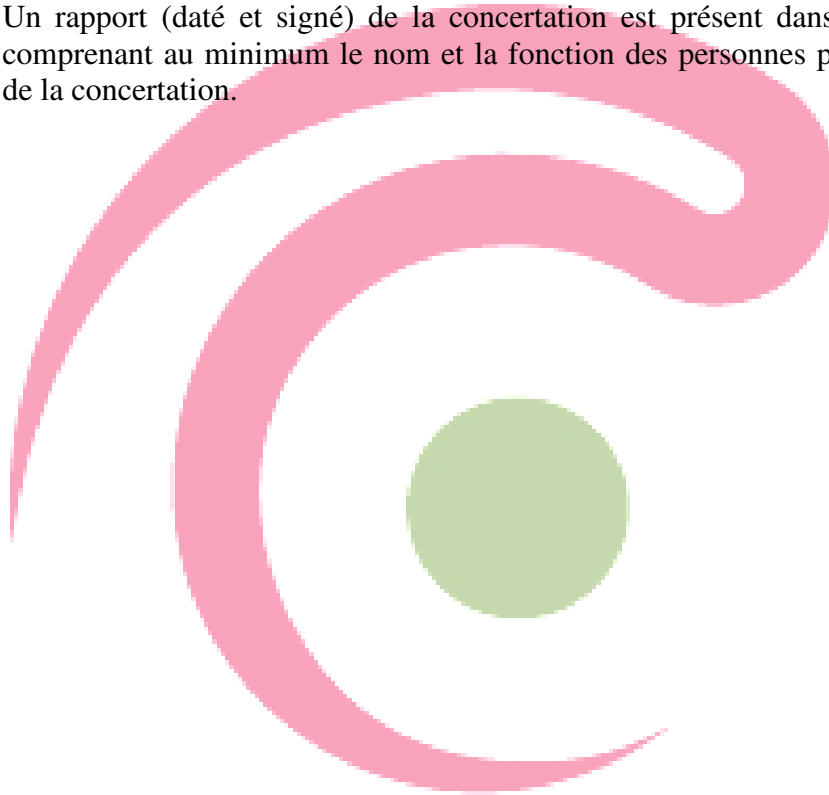 Un rapport (daté et signé) de la concertation est présent dans
comprenant au minimum le nom et la fonction des personnes p
de la concertation.